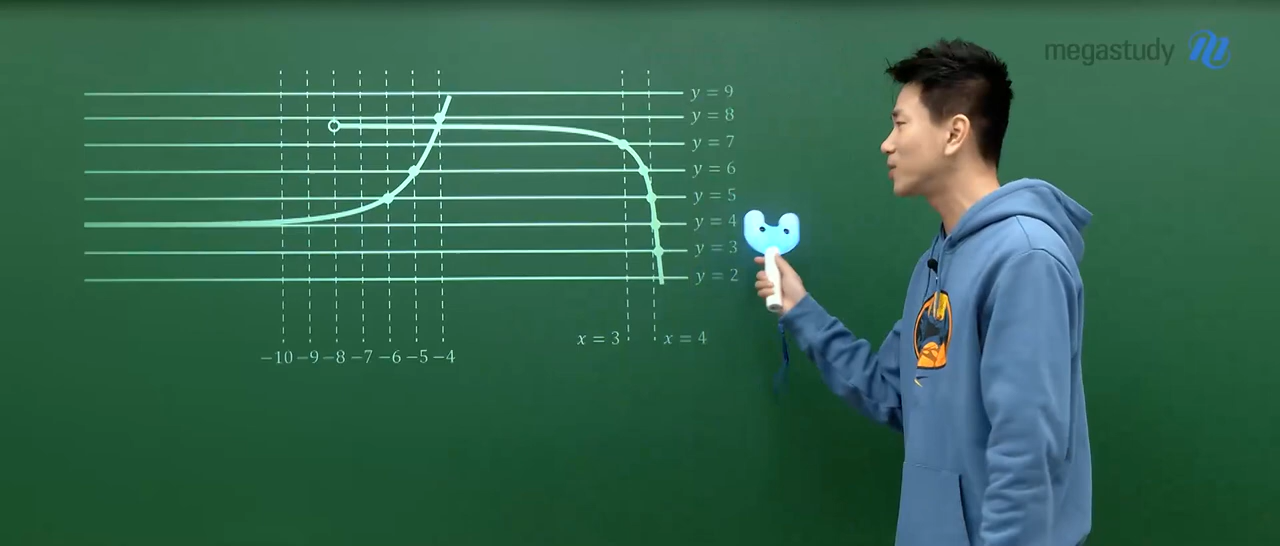 megastudy
y = 9
y = 8
y = 7
y = 6
y = 5
y = 4
y = 3
y = 2
x = 3
x = 4
−10 −9 −8 −7 −6 −5 −4